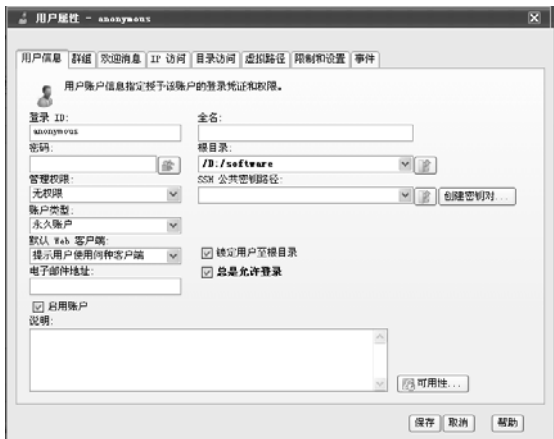 用户属性 - anonymous
用户信息 群组 欢迎消息 IP 访问 目录访问 虚拟路径 限制和设置 事件
用户账户信息指定授予该账户的登录凭证和权限。
登录 ID: 全名:
anonymous
密码: 根目录:
/D:/software
管理权限: SSH 公共密钥路径:
无权限 创建密钥对...
账户类型:
永久账户
默认 Web 客户端:
提示用户使用何种客户端 锁定用户至根目录
电子邮件地址: 总是允许登录
启用账户
说明:
可用性...
保存 取消 帮助